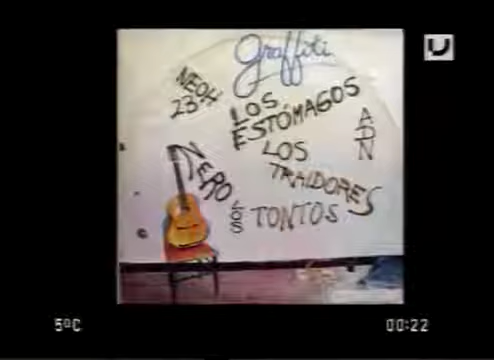 graffiti
NEOH
23
LOS
ESTÓMAGOS
ADN
LOS
TRAIDORES
ZERO
LOS
TONTOS
5ºC
00:22